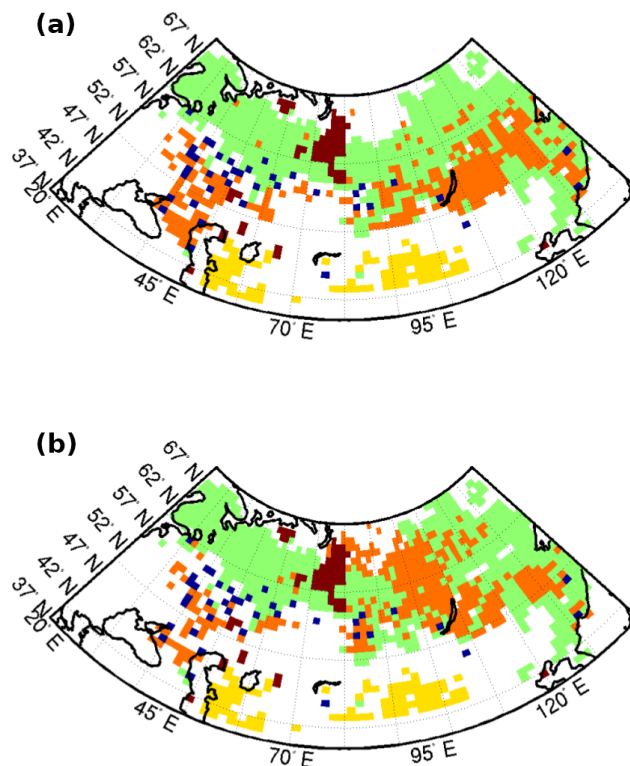 (a)
67° N
62° N
57° N
52° N
47° N
42° N
37° N
20° E
45° E
70° E
95° E
120° E
(b)
67° N
62° N
57° N
52° N
47° N
42° N
37° N
20° E
45° E
70° E
95° E
120° E